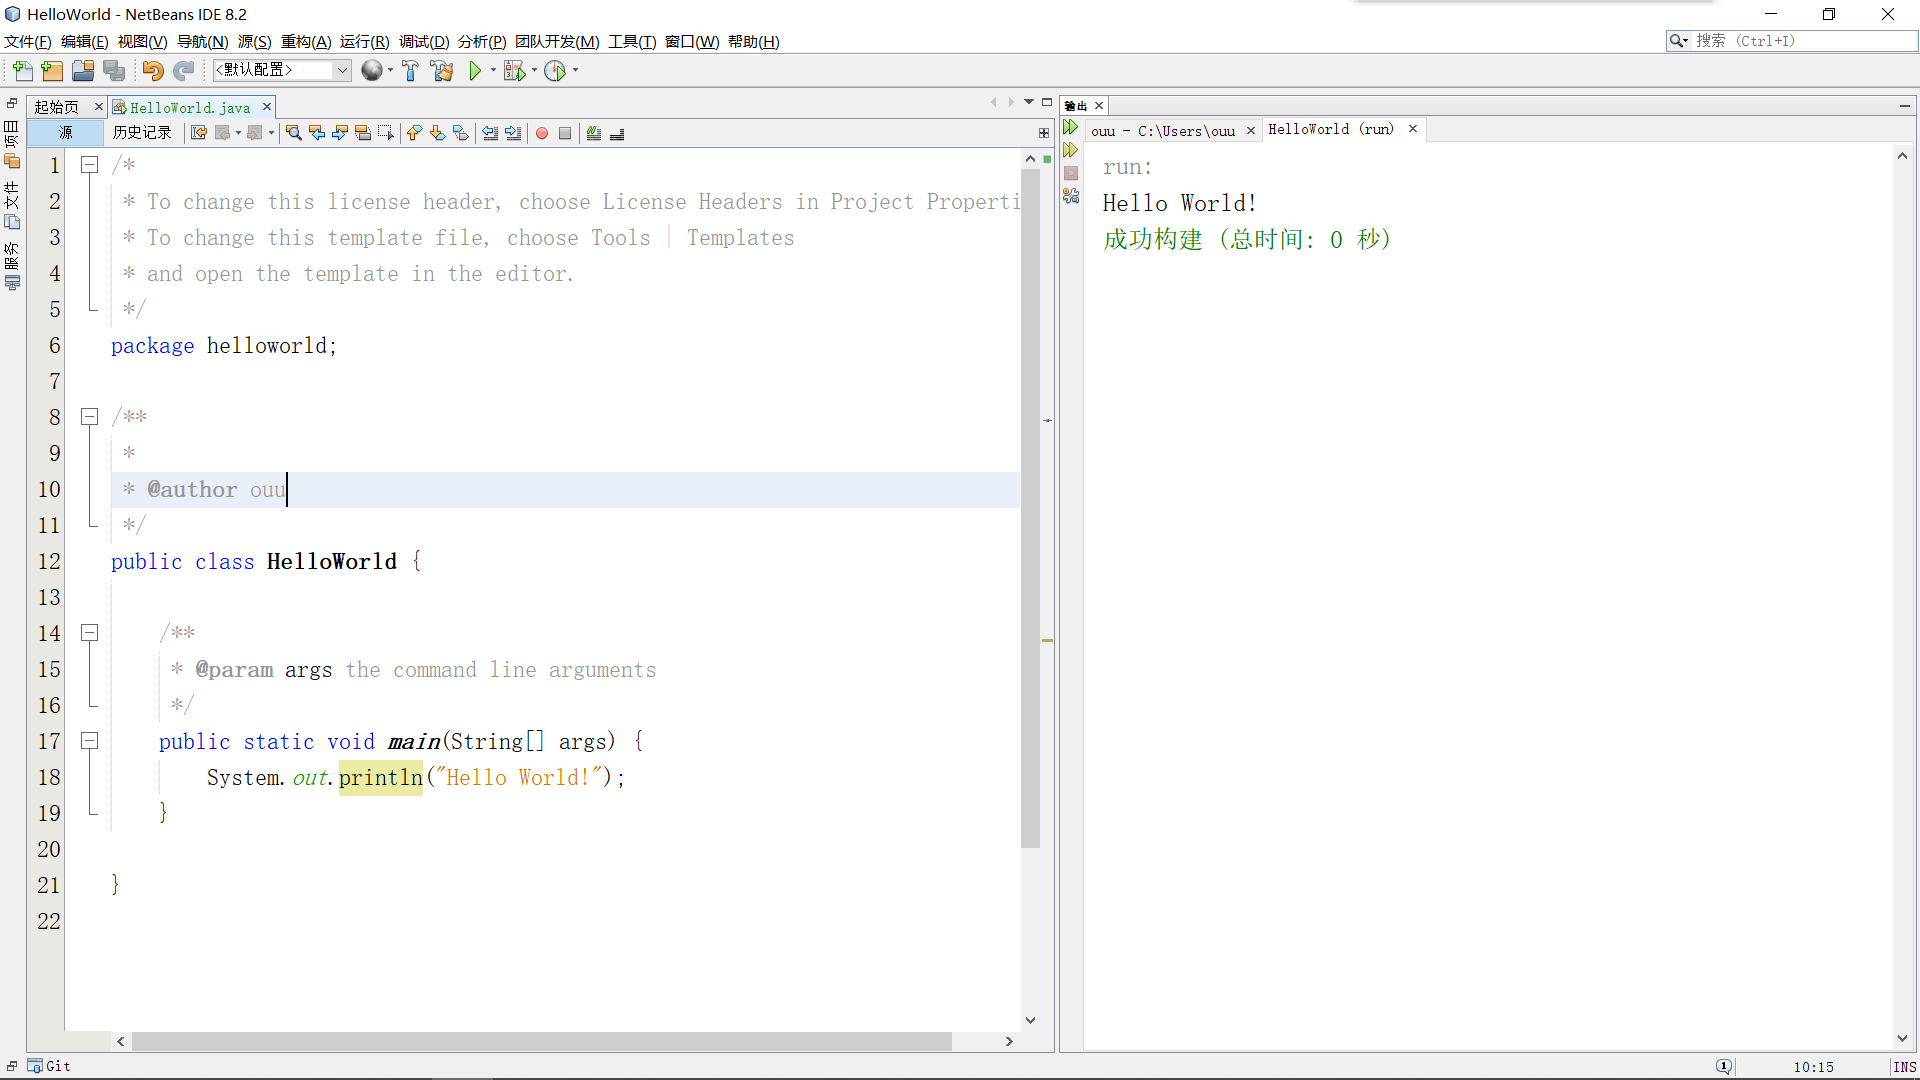 HelloWorld - NetBeans IDE 8.2
文件(F) 编辑(E) 视图(V) 导航(N) 源(S) 重构(A) 运行(R) 调试(D) 分析(P) 团队开发(M) 工具(T) 窗口(W) 帮助(H)
搜索 (Ctrl+I)
<默认配置>
项目
文件
服务
起始页
HelloWorld.java
源 历史记录
1 /*
2 * To change this license header, choose License Headers in Project Properti
3 * To change this template file, choose Tools | Templates
4 * and open the template in the editor.
5 */
6 package helloworld;
7
8 /**
9 *
10 * @author ouu
11 */
12 public class HelloWorld {
13
14 /**
15 * @param args the command line arguments
16 */
17 public static void main(String[] args) {
18 System.out.println("Hello World!");
19 }
20
21 }
22
输出
ouu - C:\Users\ouu
HelloWorld (run)
run:
Hello World!
成功构建 (总时间: 0 秒)
Git
1
10:15
INS